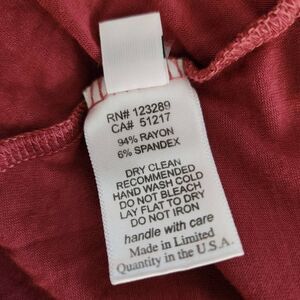 RN# 123289
CA# 51217
94% RAYON
6% SPANDEX
DRY CLEAN
RECOMMENDED
HAND WASH COLD
DO NOT BLEACH
LAY FLAT TO DRY
DO NOT IRON
handle with care
Made in Limited
Quantity in the U.S.A.